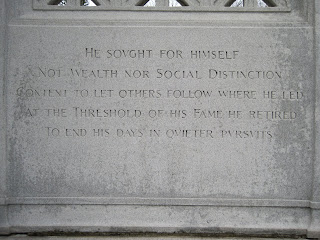 HE SOVGHT FOR HIMSELF
NOT WEALTH NOR SOCIAL DISTINCTION
CONTENT TO LET OTHERS FOLLOW WHERE HE LED
AT THE THRESHOLD OF HIS FAME HE RETIRED
TO END HIS DAYS IN QVIETER PVRSVITS